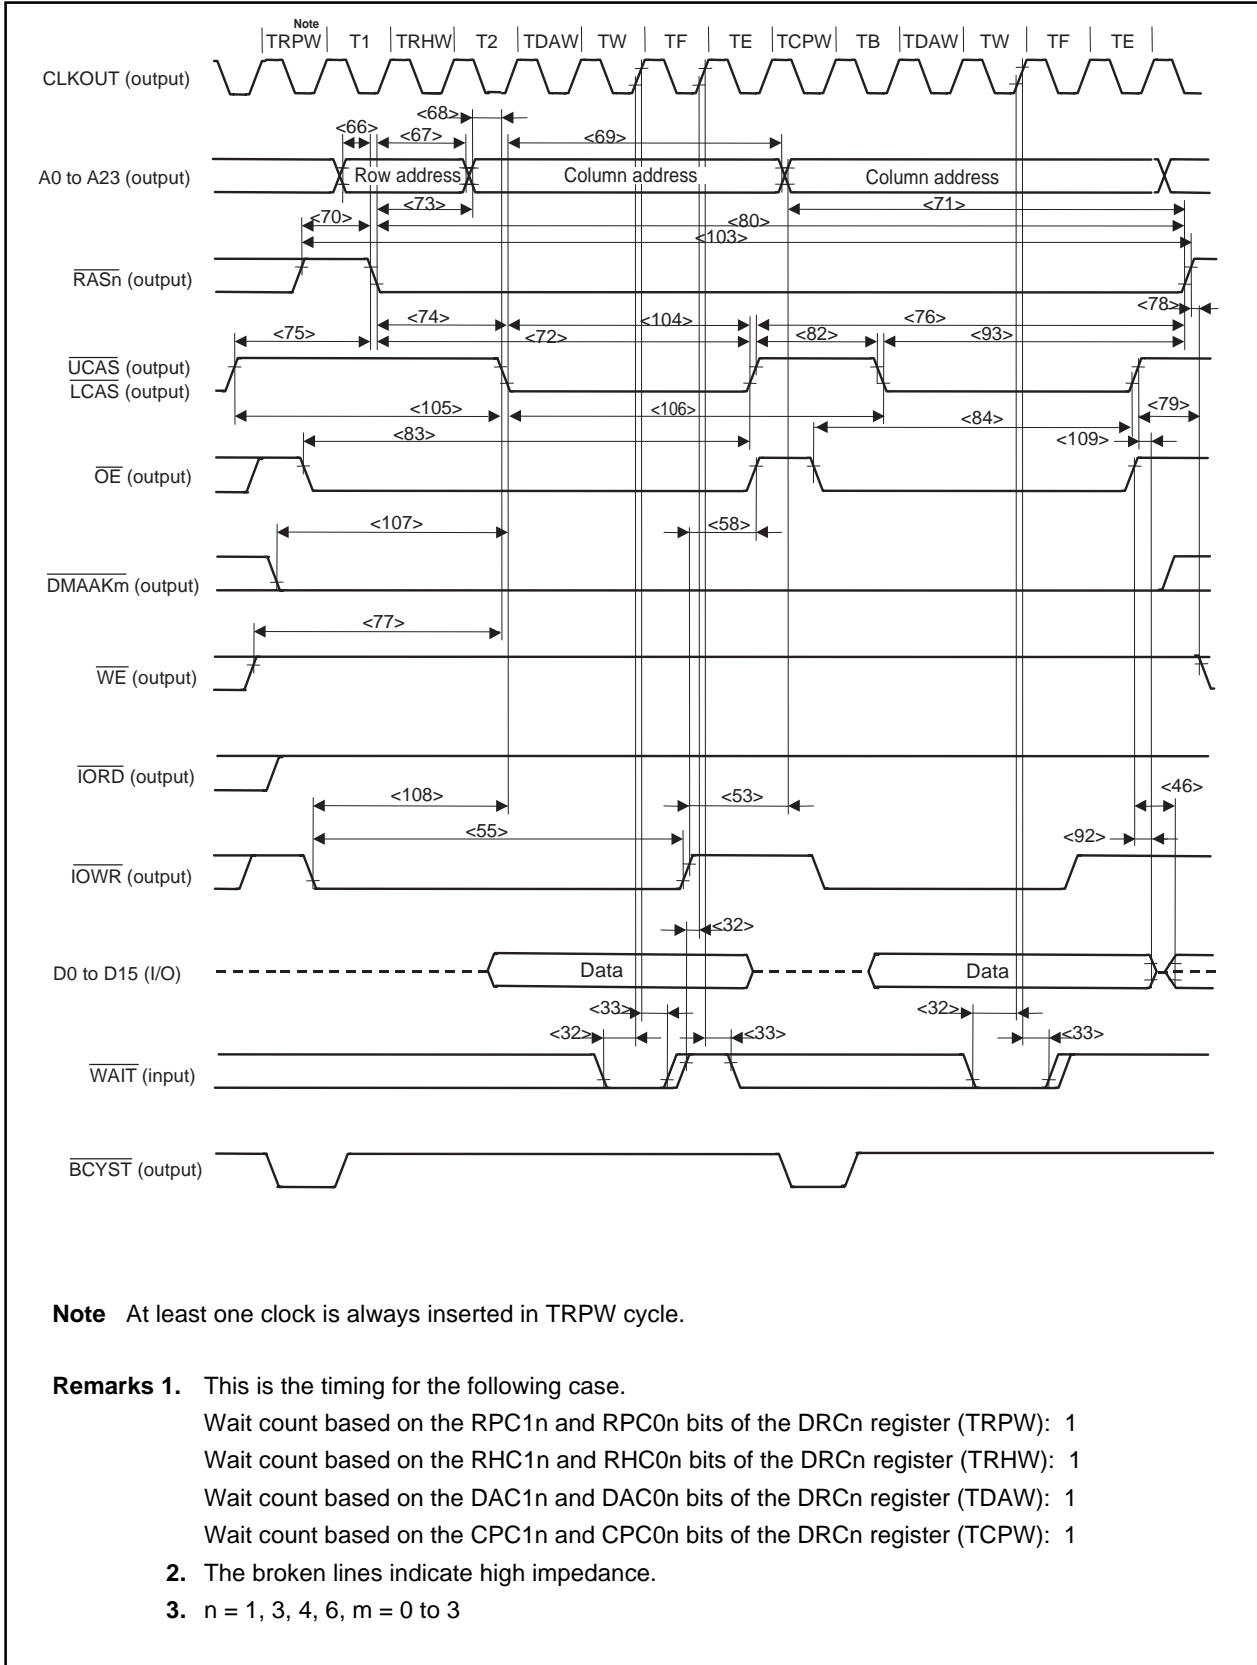 Note
TRPW T1 TRHW T2 TDAW TW TF TE TCPW TB TDAW TW TF TE
CLKOUT (output)
<68>
<66> <67> <69>
A0 to A23 (output) Row address Column address Column address
<73> <71>
<70> <80>
<103>
RASn (output)
<78>
<74> <104> <76>
<75> <72> <82> <93>
UCAS (output)
LCAS (output)
<105> <106> <79>
<84>
<83> <109>
OE (output)
<107> <58>
DMAAKm (output)
<77>
WE (output)
IORD (output)
<108> <53> <46>
<55> <92>
IOWR (output)
<32>
D0 to D15 (I/O) Data Data
<33> <32>
<32> <33> <33>
WAIT (input)
BCYST (output)
Note At least one clock is always inserted in TRPW cycle.
Remarks 1. This is the timing for the following case.
Wait count based on the RPC1n and RPC0n bits of the DRCn register (TRPW): 1
Wait count based on the RHC1n and RHC0n bits of the DRCn register (TRHW): 1
Wait count based on the DAC1n and DAC0n bits of the DRCn register (TDAW): 1
Wait count based on the CPC1n and CPC0n bits of the DRCn register (TCPW): 1
2. The broken lines indicate high impedance.
3. n = 1, 3, 4, 6, m = 0 to 3